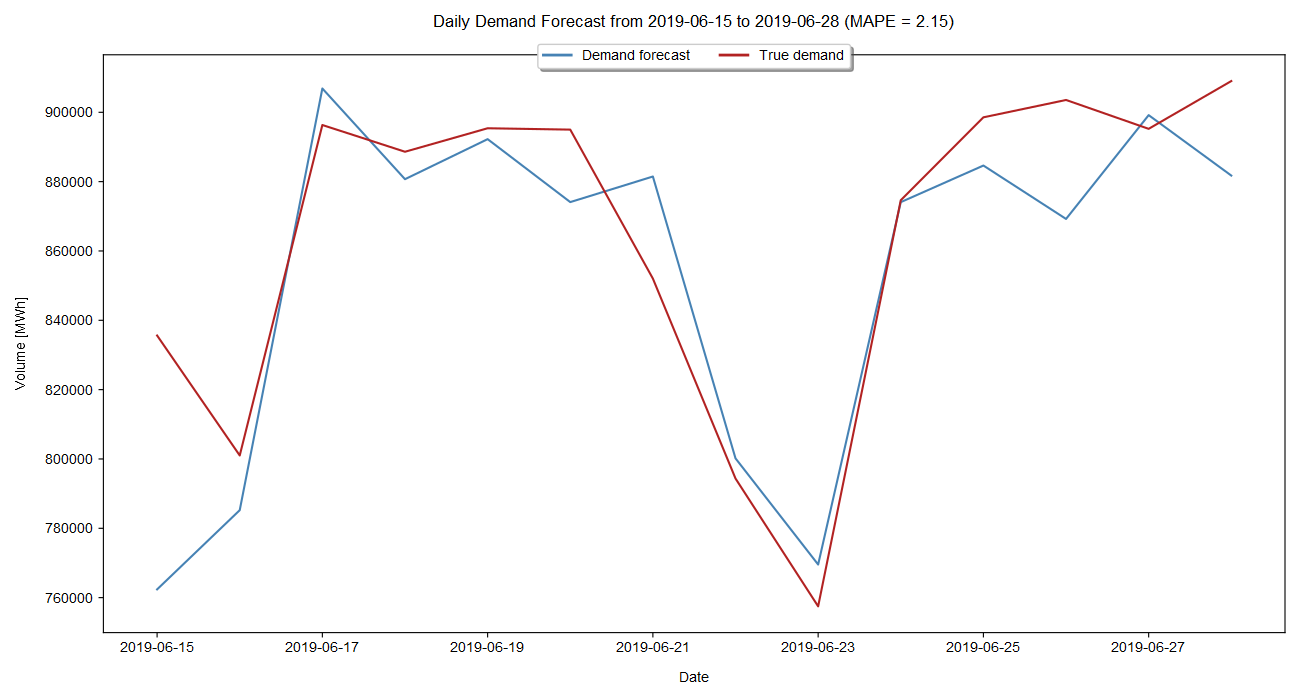 Daily Demand Forecast from 2019-06-15 to 2019-06-28 (MAPE = 2.15)
Demand forecast True demand
900000
880000
860000
840000
820000
800000
780000
760000
Volume [MWh]
2019-06-15 2019-06-17 2019-06-19 2019-06-21 2019-06-23 2019-06-25 2019-06-27
Date